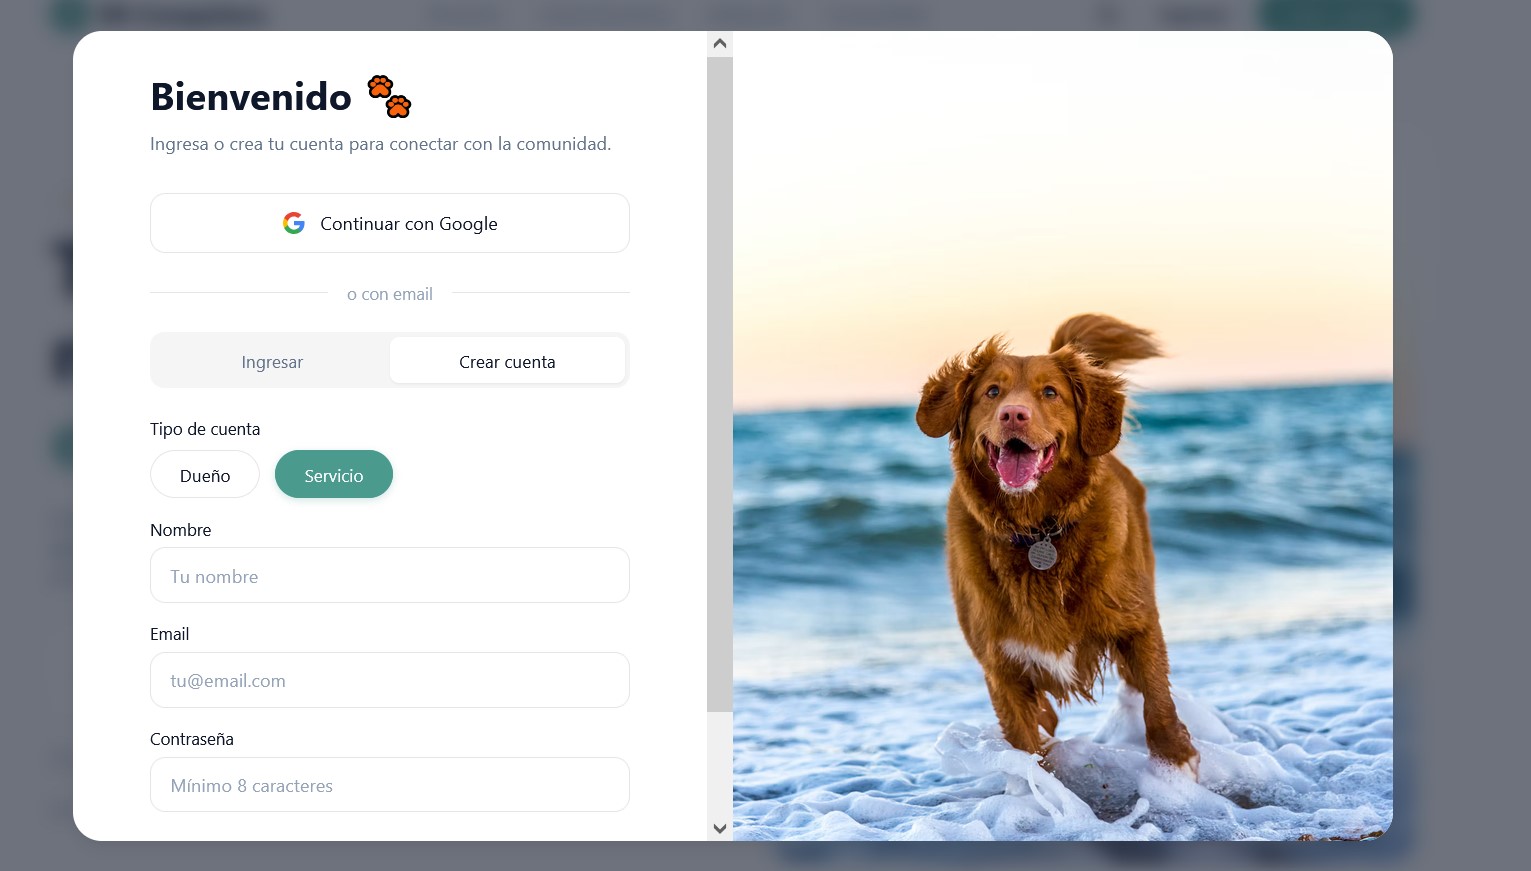 Bienvenido
Ingresa o crea tu cuenta para conectar con la comunidad.
Continuar con Google
o con email
Ingresar
Crear cuenta
Tipo de cuenta
Dueño
Servicio
Nombre
Tu nombre
Email
tu@email.com
Contraseña
Mínimo 8 caracteres